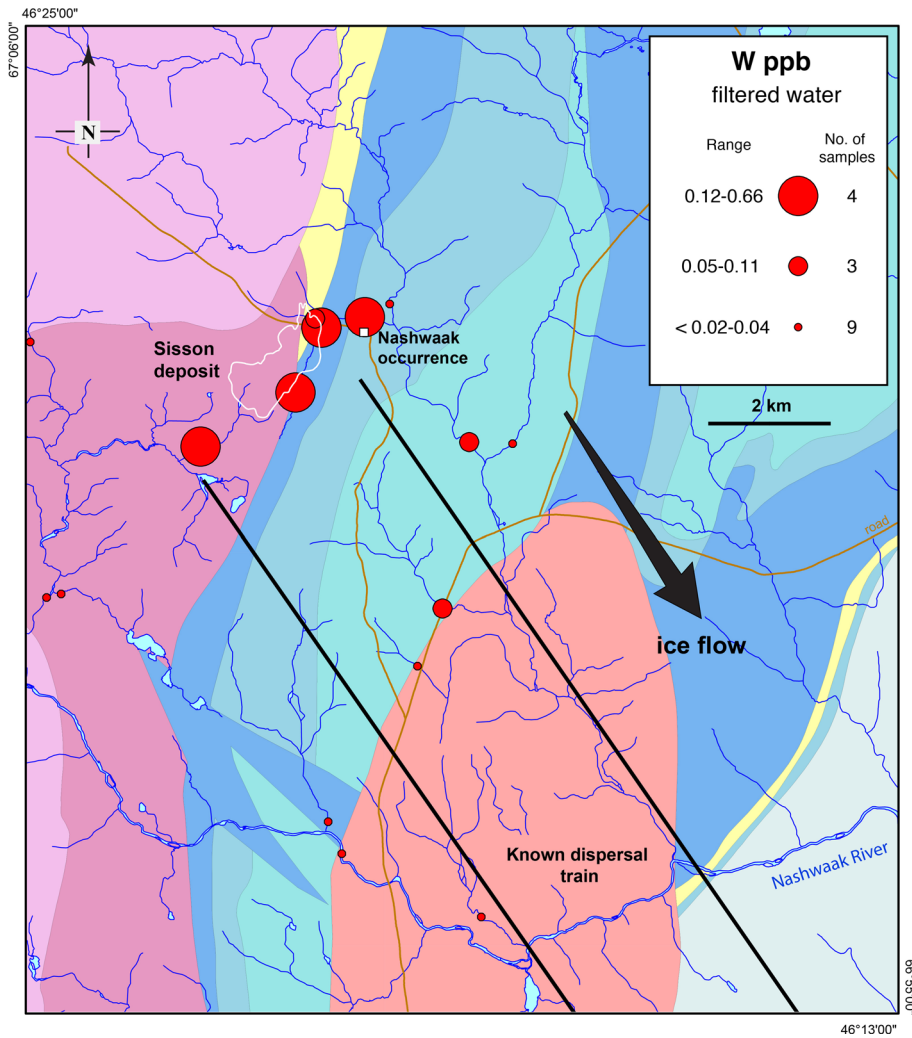 46°25'00"
67°06'00"
N
W ppb
filtered water
Range
No. of
samples
0.12-0.66
4
0.05-0.11
3
< 0.02-0.04
9
2 km
Sisson
deposit
Nashwaak
occurrence
road
ice flow
Known dispersal
train
Nashwaak River
46°13'00"